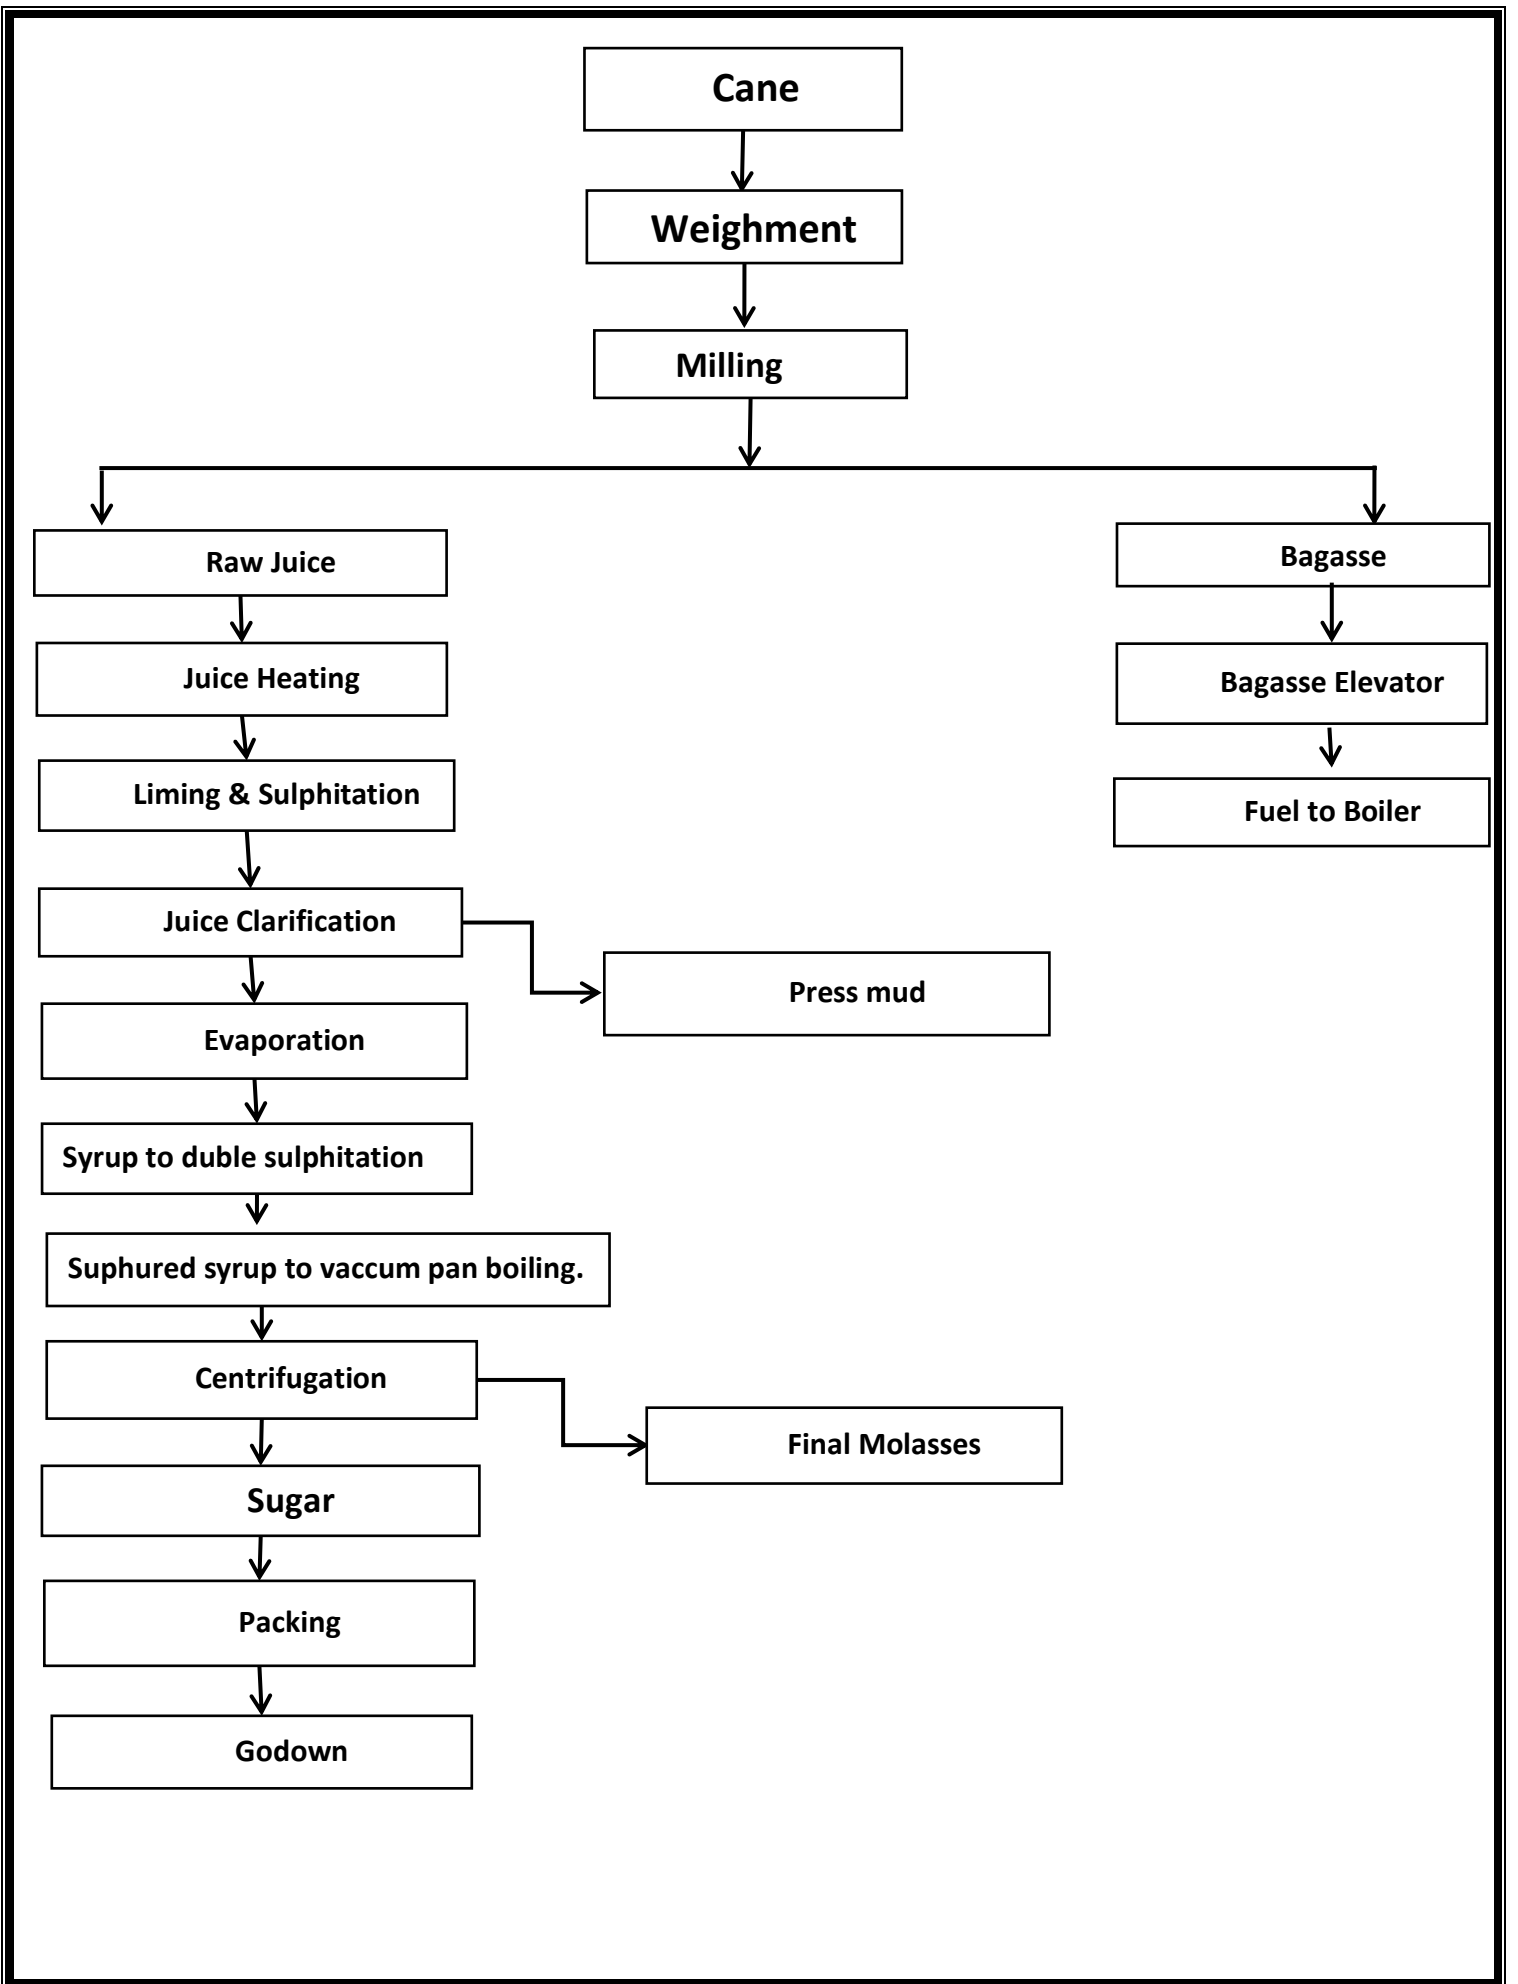 Cane
Weighment
Milling
Raw Juice
Bagasse
Juice Heating
Bagasse Elevator
Liming & Sulphitation
Fuel to Boiler
Juice Clarification
Press mud
Evaporation
Syrup to duble sulphitation
Suphured syrup to vaccum pan boiling.
Centrifugation
Final Molasses
Sugar
Packing
Godown